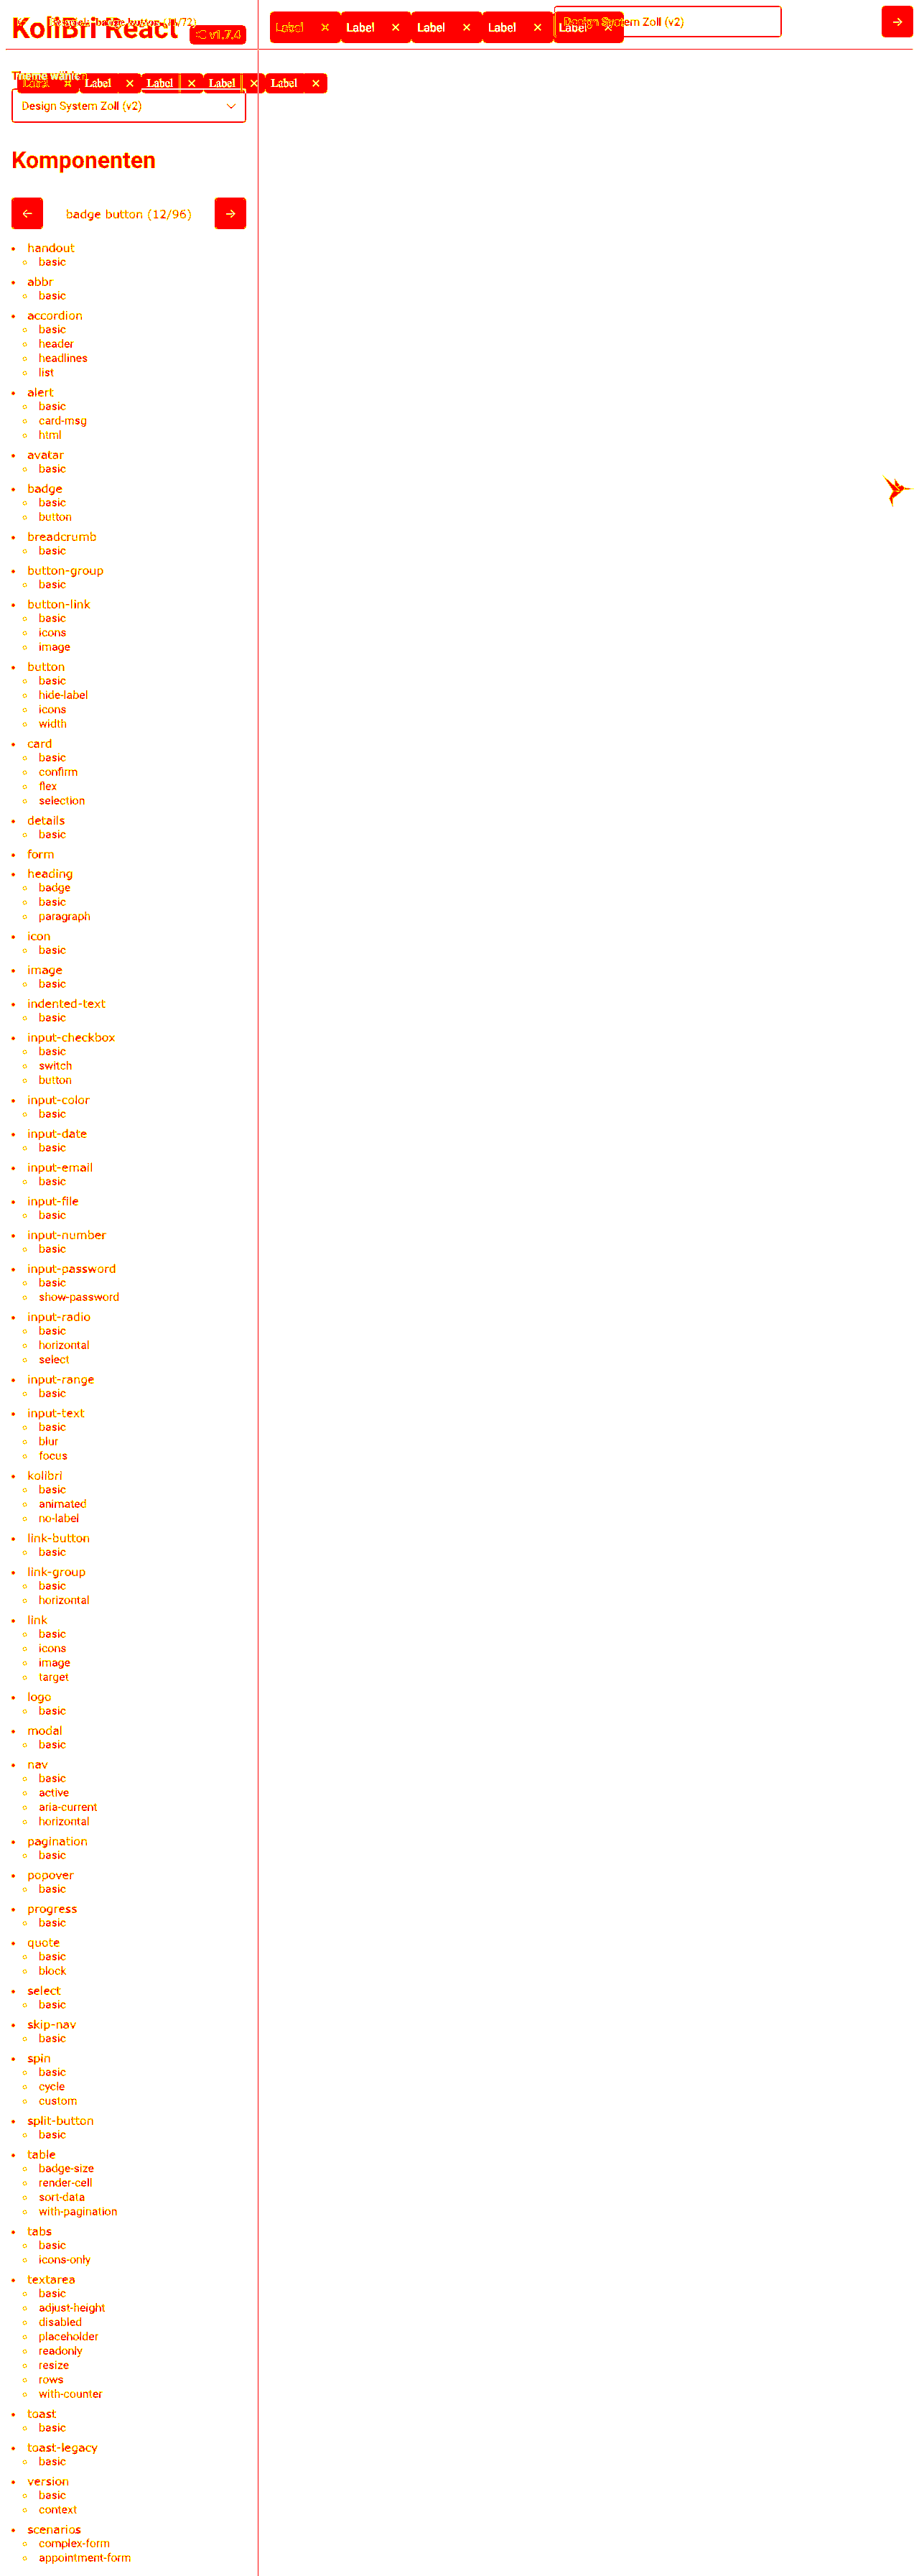 KoliBri React
v1.7.4
Label
Label
Label
Label
Label
Design System Zoll (v2)
Theme wählen
Label
Label
Label
Label
Label
Design System Zoll (v2)
Komponenten
badge button (12/96)
handout
basic
abbr
basic
accordion
basic
header
headlines
list
alert
basic
card-msg
html
avatar
basic
badge
basic
button
breadcrumb
basic
button-group
basic
button-link
basic
icons
image
button
basic
hide-label
icons
width
card
basic
confirm
flex
selection
details
basic
form
heading
badge
basic
paragraph
icon
basic
image
basic
indented-text
basic
input-checkbox
basic
switch
button
input-color
basic
input-date
basic
input-email
basic
input-file
basic
input-number
basic
input-password
basic
show-password
input-radio
basic
horizontal
select
input-range
basic
input-text
basic
blur
focus
kolibri
basic
animated
no-label
link-button
basic
link-group
basic
horizontal
link
basic
icons
image
target
logo
basic
modal
basic
nav
basic
active
aria-current
horizontal
pagination
basic
popover
basic
progress
basic
quote
basic
block
select
basic
skip-nav
basic
spin
basic
cycle
custom
split-button
basic
table
badge-size
render-cell
sort-data
with-pagination
tabs
basic
icons-only
textarea
basic
adjust-height
disabled
placeholder
readonly
resize
rows
with-counter
toast
basic
toast-legacy
basic
version
basic
context
scenarios
complex-form
appointment-form